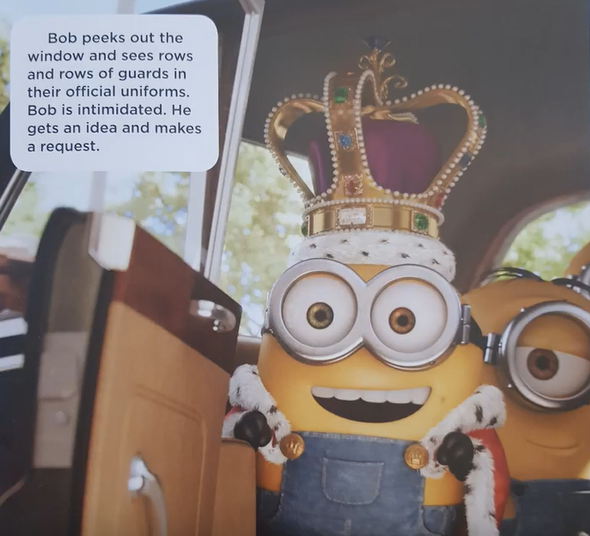 Bob peeks out the
window and sees rows
and rows of guards in
their official uniforms.
Bob is intimidated. He
gets an idea and makes
a request.